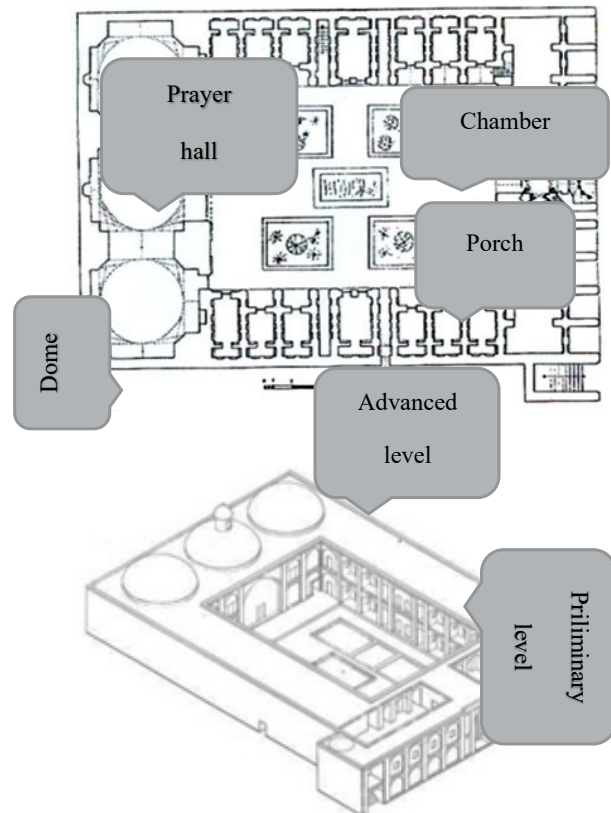 Prayer
hall
Chamber
Porch
Dome
Advanced
level
Priliminary
level